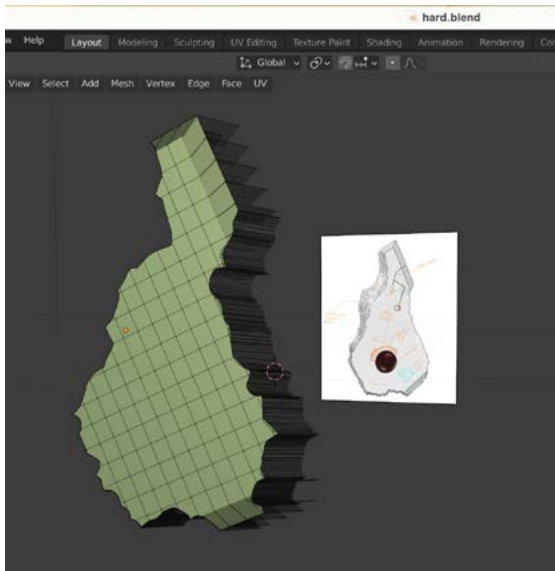 hard.blend
Help
Layout Modeling Sculpting UV Editing Texture Paint Shading Animation Rendering
Global
View Select Add Mesh Vertex Edge Face UV